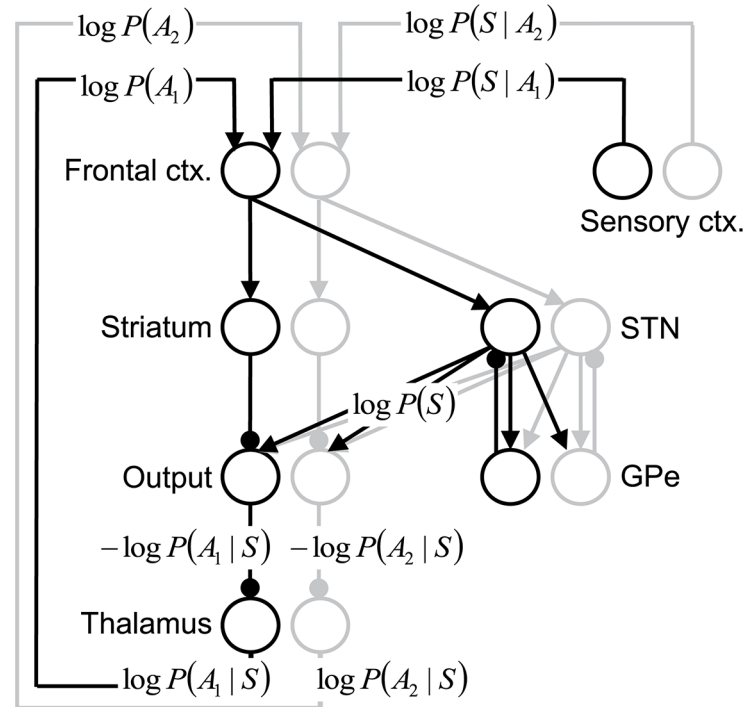 log P(A₂) log P(S | A₂)
log P(A₁) log P(S | A₁)
Frontal ctx.
Sensory ctx.
Striatum STN
log P(S)
Output GPe
−log P(A₁ | S) −log P(A₂ | S)
Thalamus
log P(A₁ | S) log P(A₂ | S)